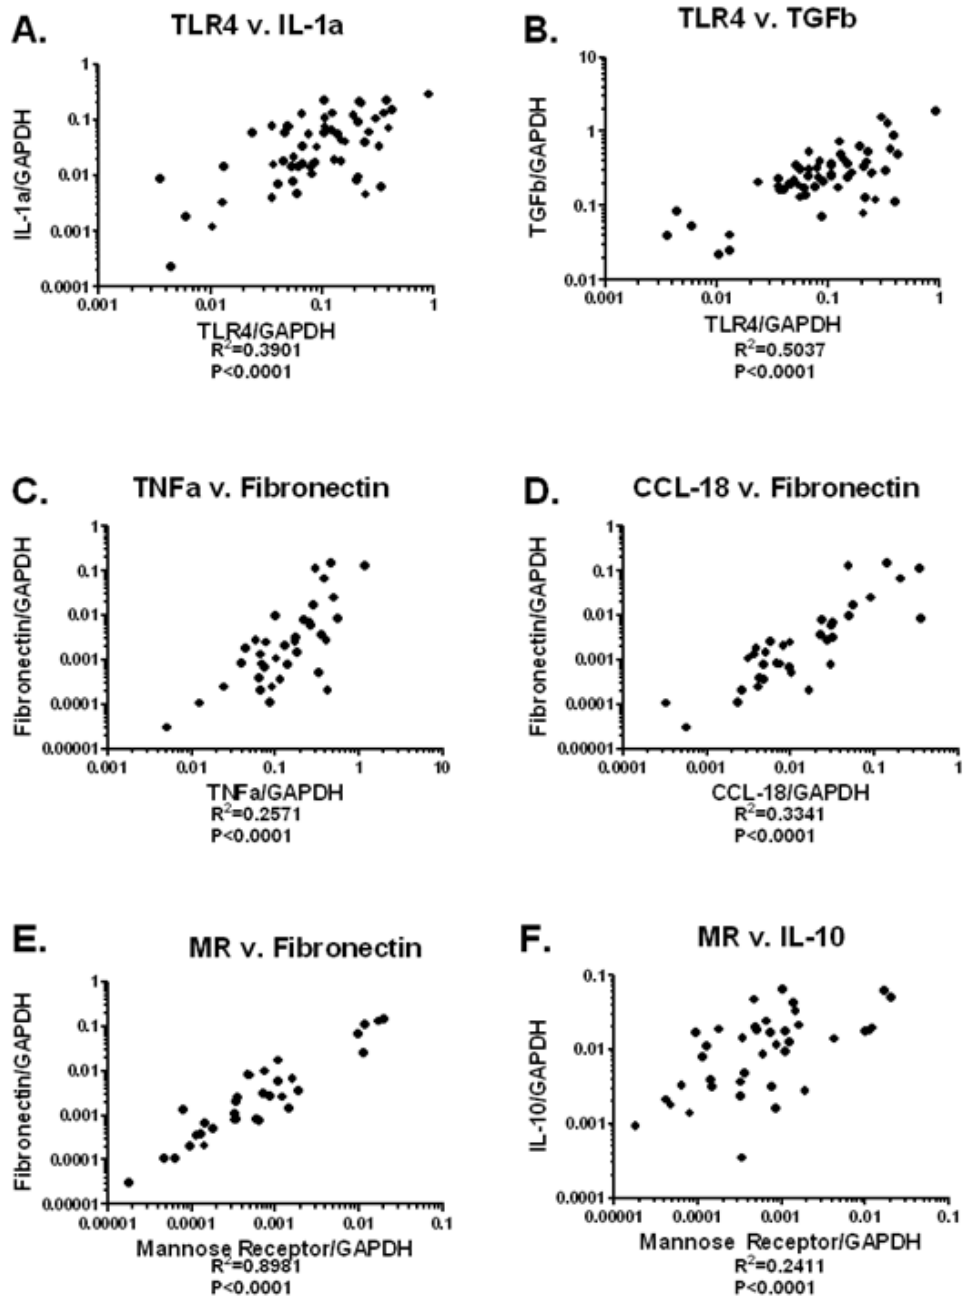 A.
TLR4 v. IL-1a
IL-1a/GAPDH
1
0.1
0.01
0.001
0.0001
0.001 0.01 0.1 1
TLR4/GAPDH
R²=0.3901
P<0.0001
B.
TLR4 v. TGFb
TGFb/GAPDH
10
1
0.1
0.01
0.001 0.01 0.1 1
TLR4/GAPDH
R²=0.5037
P<0.0001
C.
TNFa v. Fibronectin
Fibronectin/GAPDH
1
0.1
0.01
0.001
0.0001
0.00001
0.001 0.01 0.1 1 10
TNFa/GAPDH
R²=0.2571
P<0.0001
D.
CCL-18 v. Fibronectin
Fibronectin/GAPDH
1
0.1
0.01
0.001
0.0001
0.00001
0.0001 0.001 0.01 0.1 1
CCL-18/GAPDH
R²=0.3341
P<0.0001
E.
MR v. Fibronectin
Fibronectin/GAPDH
1
0.1
0.01
0.001
0.0001
0.00001
0.00001 0.0001 0.001 0.01 0.1
Mannose Receptor/GAPDH
R²=0.8981
P<0.0001
F.
MR v. IL-10
IL-10/GAPDH
0.1
0.01
0.001
0.0001
0.00001 0.0001 0.001 0.01 0.1
Mannose Receptor/GAPDH
R²=0.2411
P<0.0001